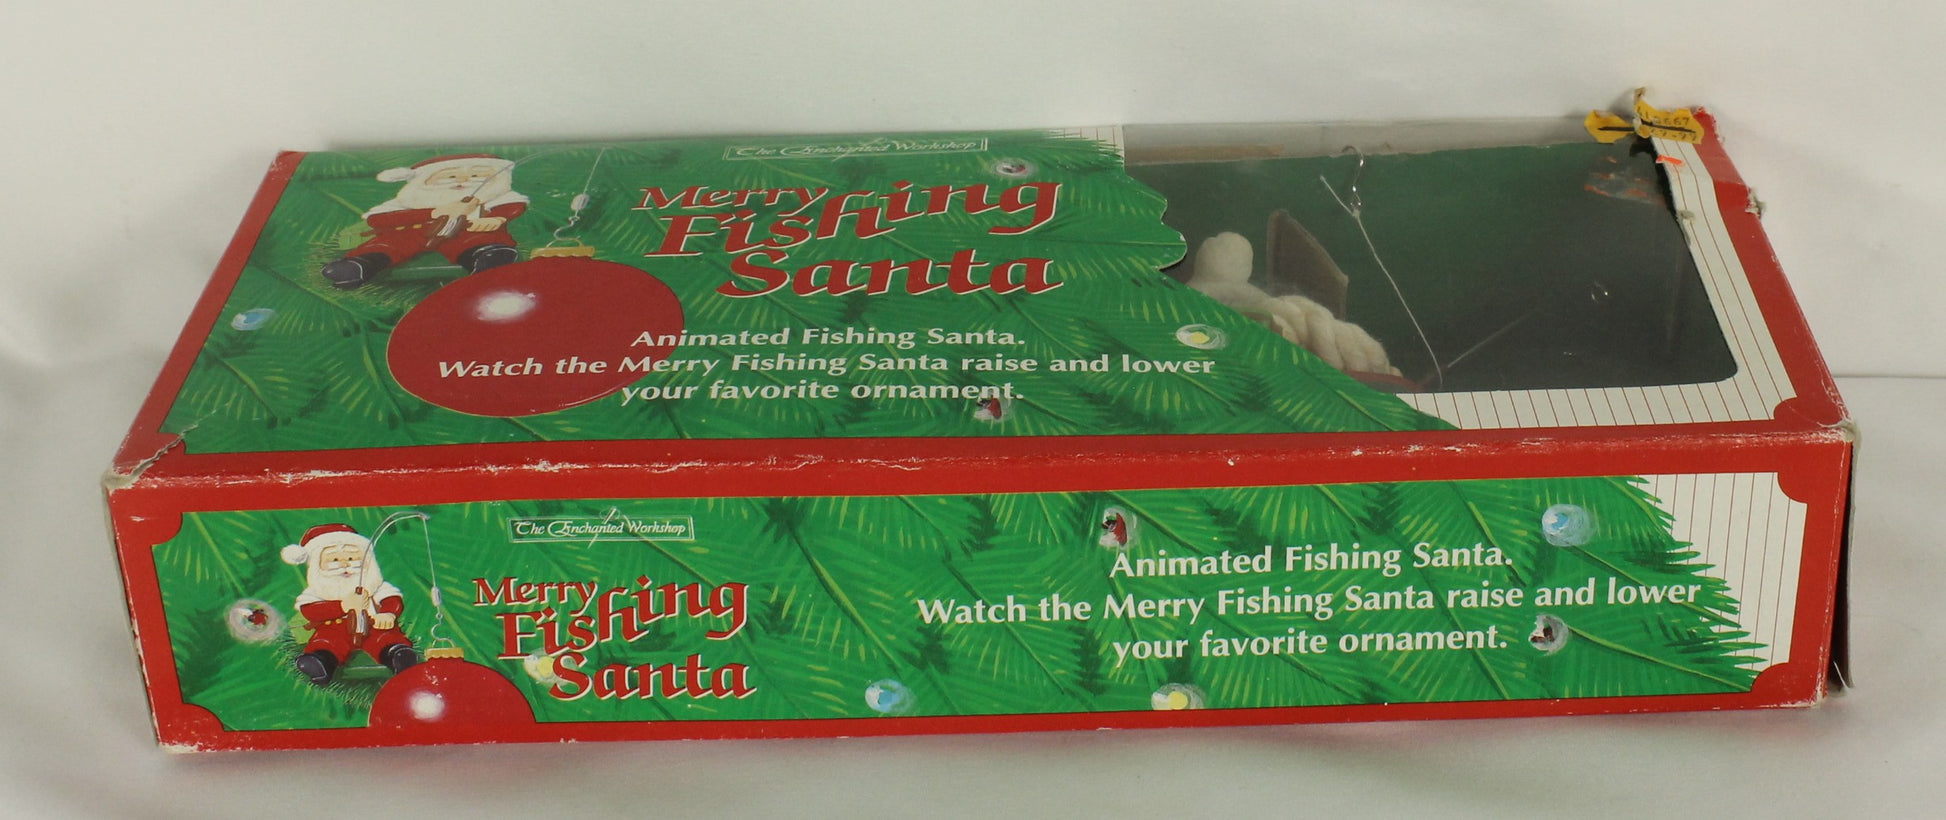 The Enchanted Workshop
Merry
Fishing
Santa
Animated Fishing Santa.
Watch the Merry Fishing Santa raise and lower
your favorite ornament.
The Enchanted Workshop
Merry
Fishing
Santa
Animated Fishing Santa.
Watch the Merry Fishing Santa raise and lower
your favorite ornament.